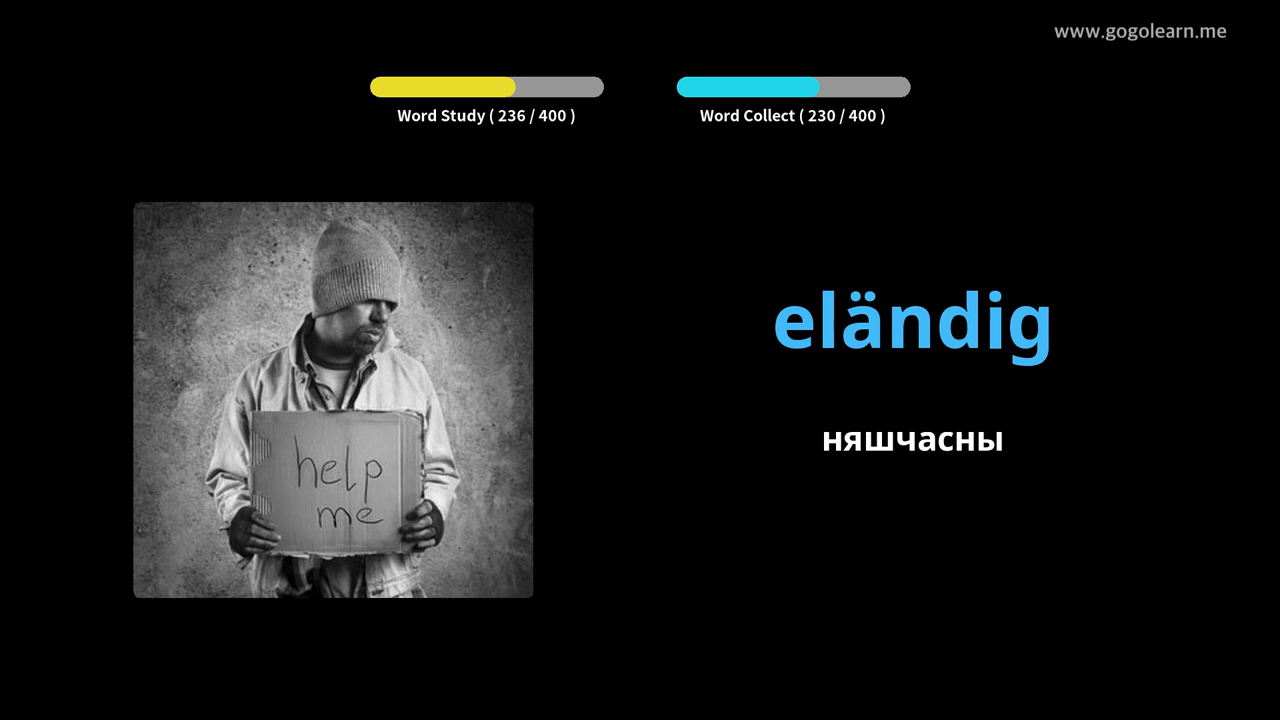 www.gogolearn.me
Word Study ( 236 / 400 )
Word Collect ( 230 / 400 )
help
me
eländig
няшчасны